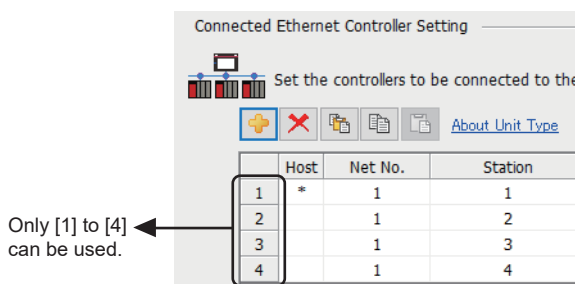 Connected Ethernet Controller Setting
Set the controllers to be connected to the
About Unit Type
Host Net No. Station
1 * 1 1
2 1 2
3 1 3
4 1 4
Only [1] to [4]
can be used.